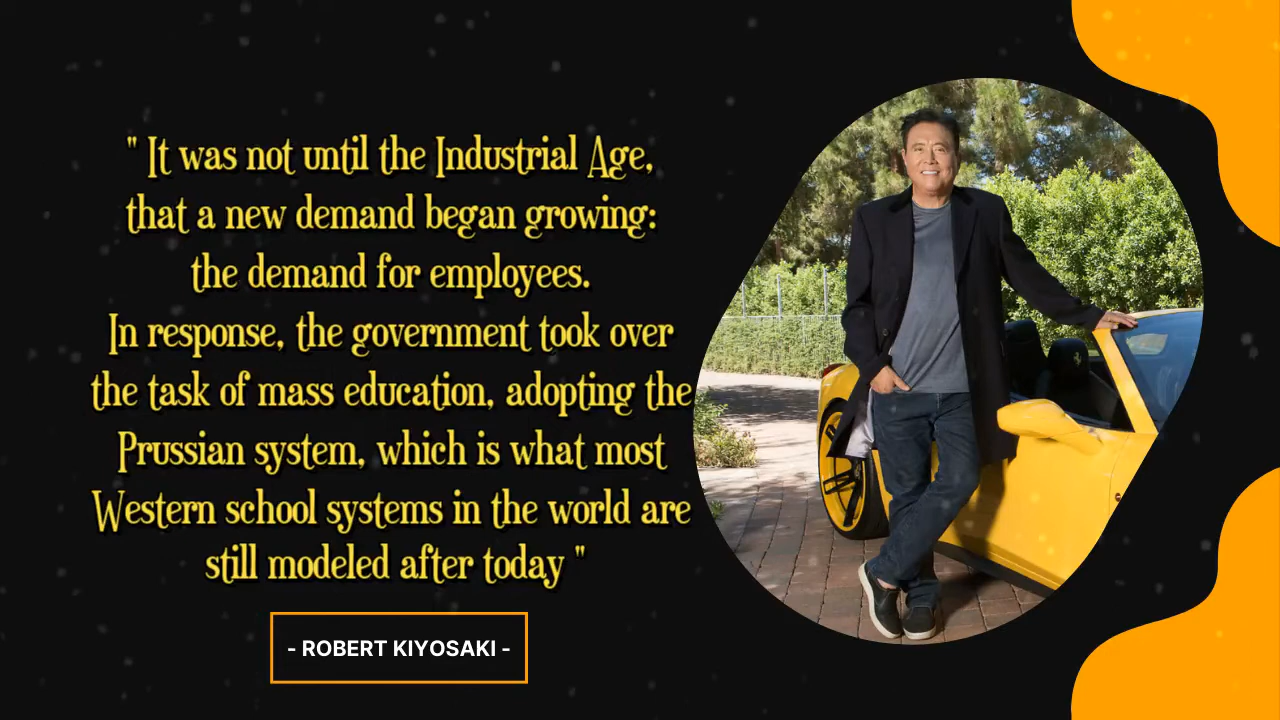 " It was not until the Industrial Age,
that a new demand began growing:
the demand for employees.
In response, the government took over
the task of mass education, adopting the
Prussian system, which is what most
Western school systems in the world are
still modeled after today "
- ROBERT KIYOSAKI -